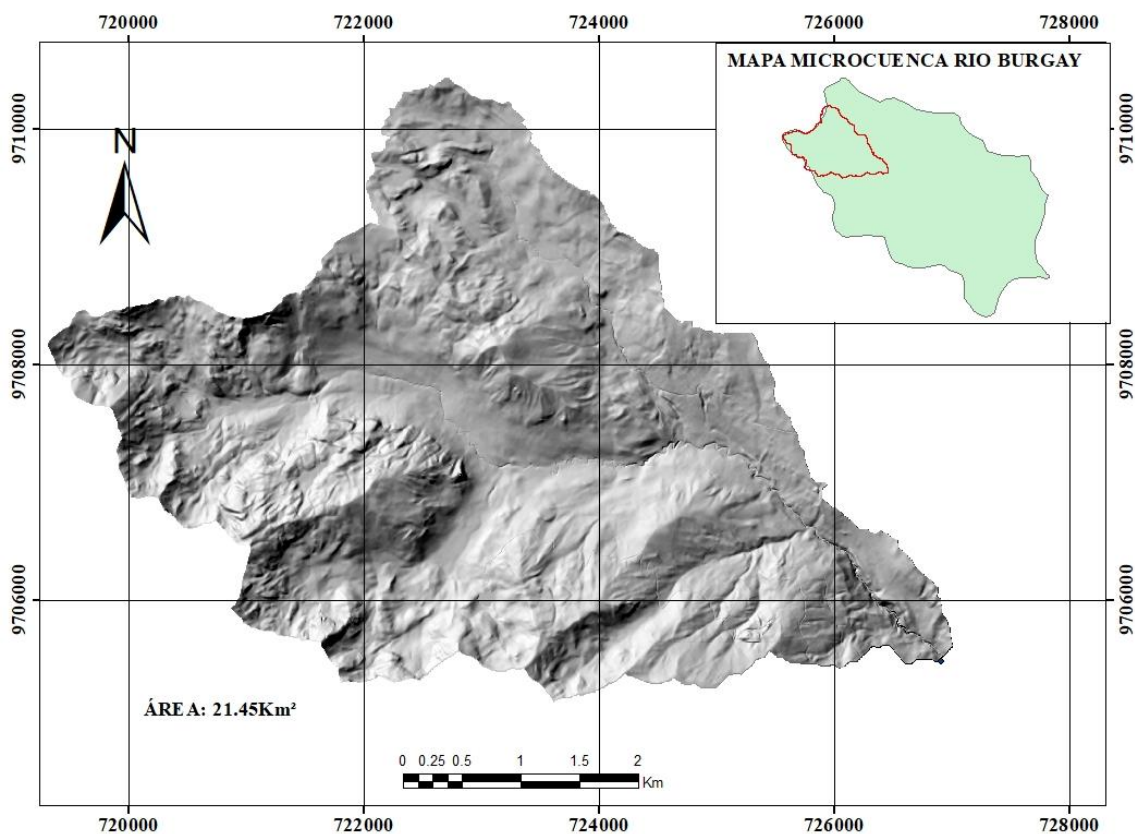 720000 722000 724000 726000 728000
MAPA MICROCUENCA RIO BURGAY
9710000 9710000
N
9708000 9708000
9706000 9706000
ÁREA: 21.45Km²
0 0.25 0.5 1 1.5 2
Km
720000 722000 724000 726000 728000